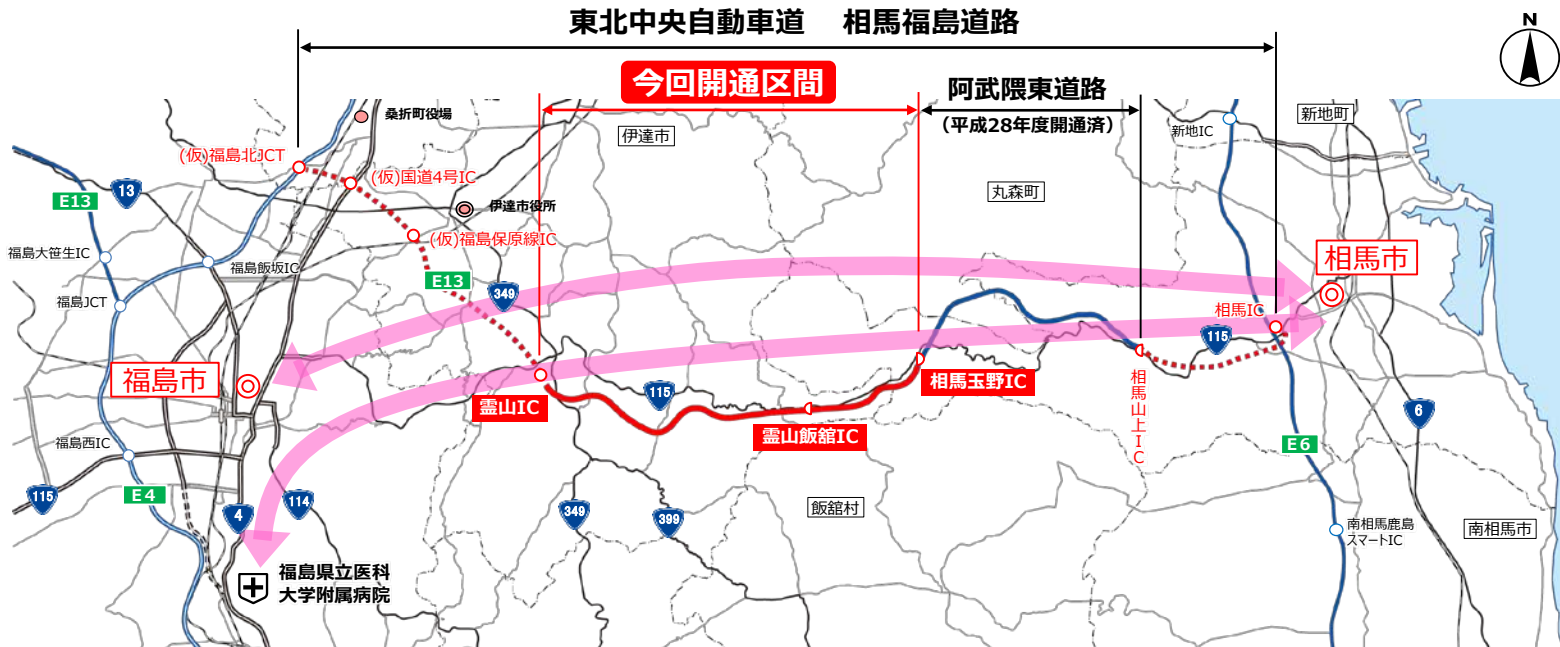 東北中央自動車道 相馬福島道路
N
今回開通区間
阿武隈東道路
(平成28年度開通済)
桑折町役場
伊達市
新地IC
新地町
(仮)福島北JCT
(仮)国道4号IC
13
E13
丸森町
伊達市役所
(仮)福島保原線IC
福島大笹生IC
福島飯坂IC
相馬市
E13
349
福島JCT
相馬IC
115
福島市
霊山IC
115
相馬玉野IC
相馬山上IC
霊山飯舘IC
6
福島西IC
E6
115
E4
4
114
349
399
飯舘村
南相馬鹿島
スマートIC
南相馬市
福島県立医科
大学附属病院